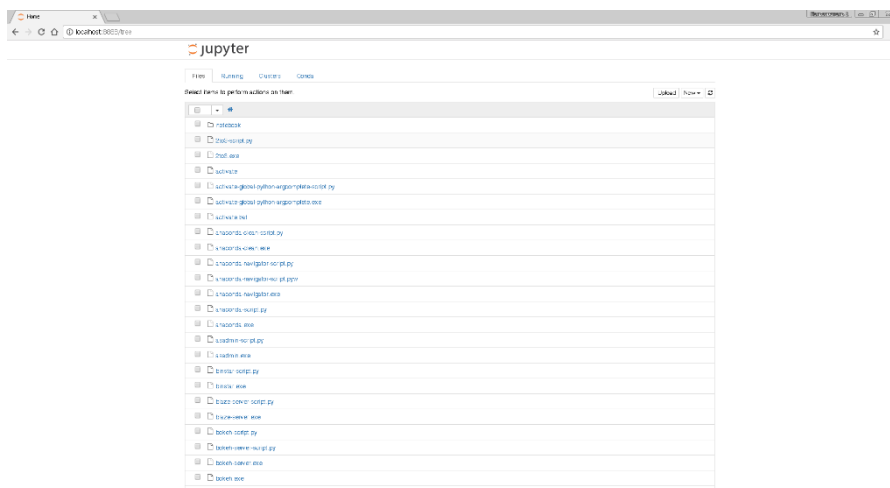 Home
localhost:8888/tree
jupyter
Files Running Clusters Conda
Select items to perform actions on them.
Upload New
notebook
2to3-script.py
2to3.exe
activate
activate-global-python-argcomplete-script.py
activate-global-python-argcomplete.exe
activate.bat
anaconda-clean-script.py
anaconda-clean.exe
anaconda-navigator-script.py
anaconda-navigator-script.pyw
anaconda-navigator.exe
anaconda-script.py
anaconda.exe
asadmin-script.py
asadmin.exe
binstar-script.py
binstar.exe
blaze-server-script.py
blaze-server.exe
bokeh-script.py
bokeh-server-script.py
bokeh-server.exe
bokeh.exe